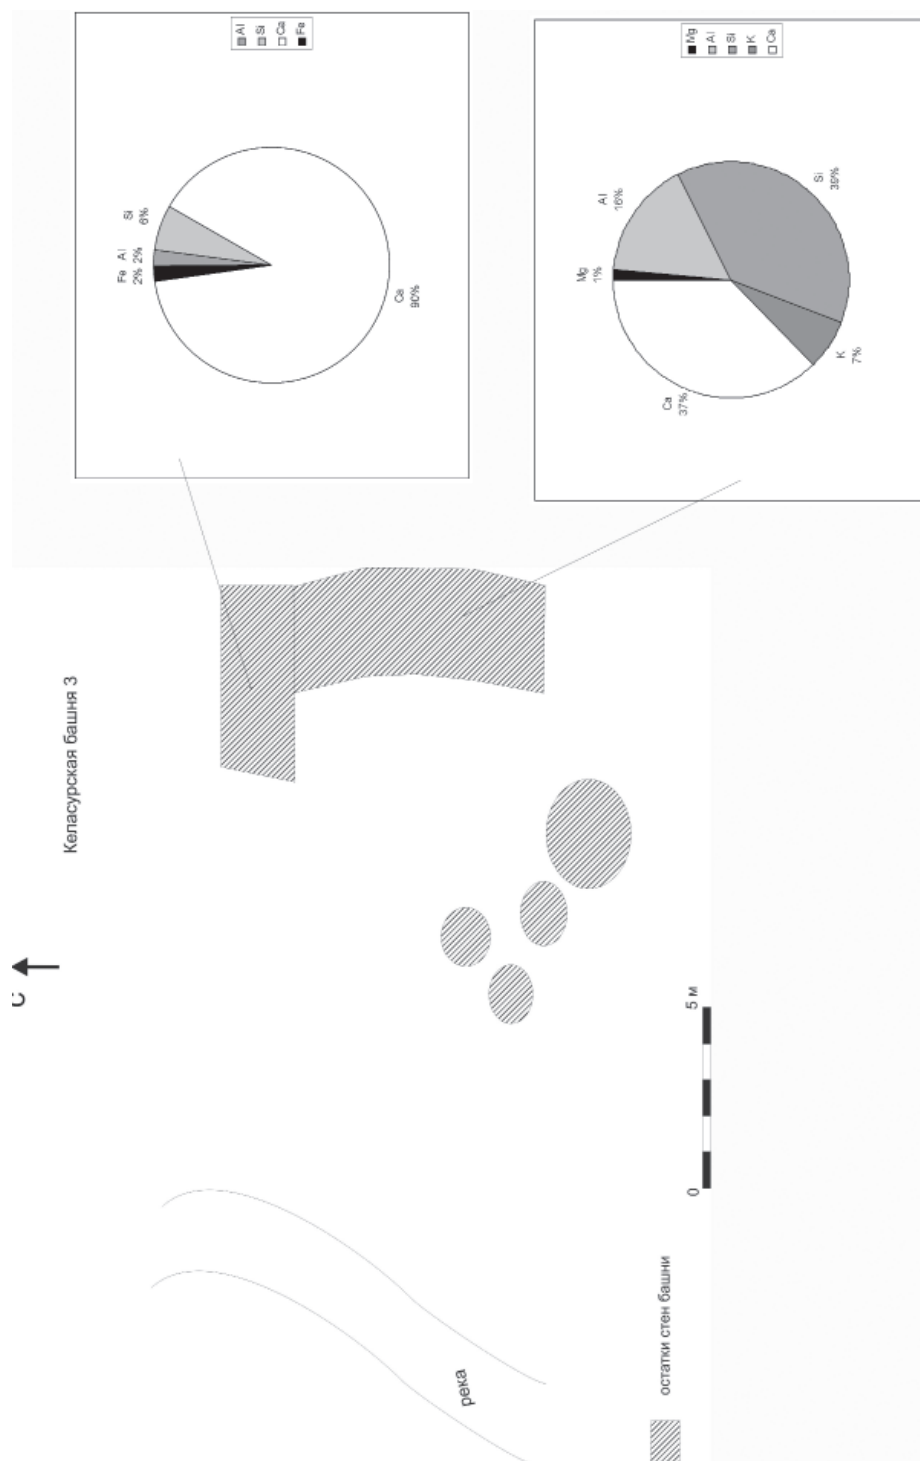 Келасурская башня 3
С
Al
Si
Ca
Fe
Fe
2%
Al
2%
Si
6%
Ca
90%
Mg
Al
Si
K
Ca
Mg
1%
Al
16%
Si
39%
K
7%
Ca
37%
река
0
5 м
остатки стен башни